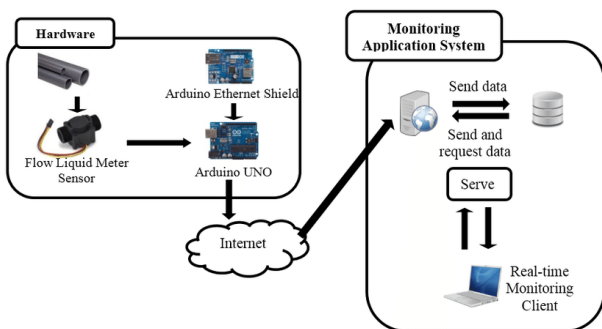 Hardware
Arduino Ethernet Shield
Flow Liquid Meter
Sensor
Arduino UNO
Internet
Monitoring
Application System
Send data
Send and
request data
Serve
Real-time
Monitoring
Client